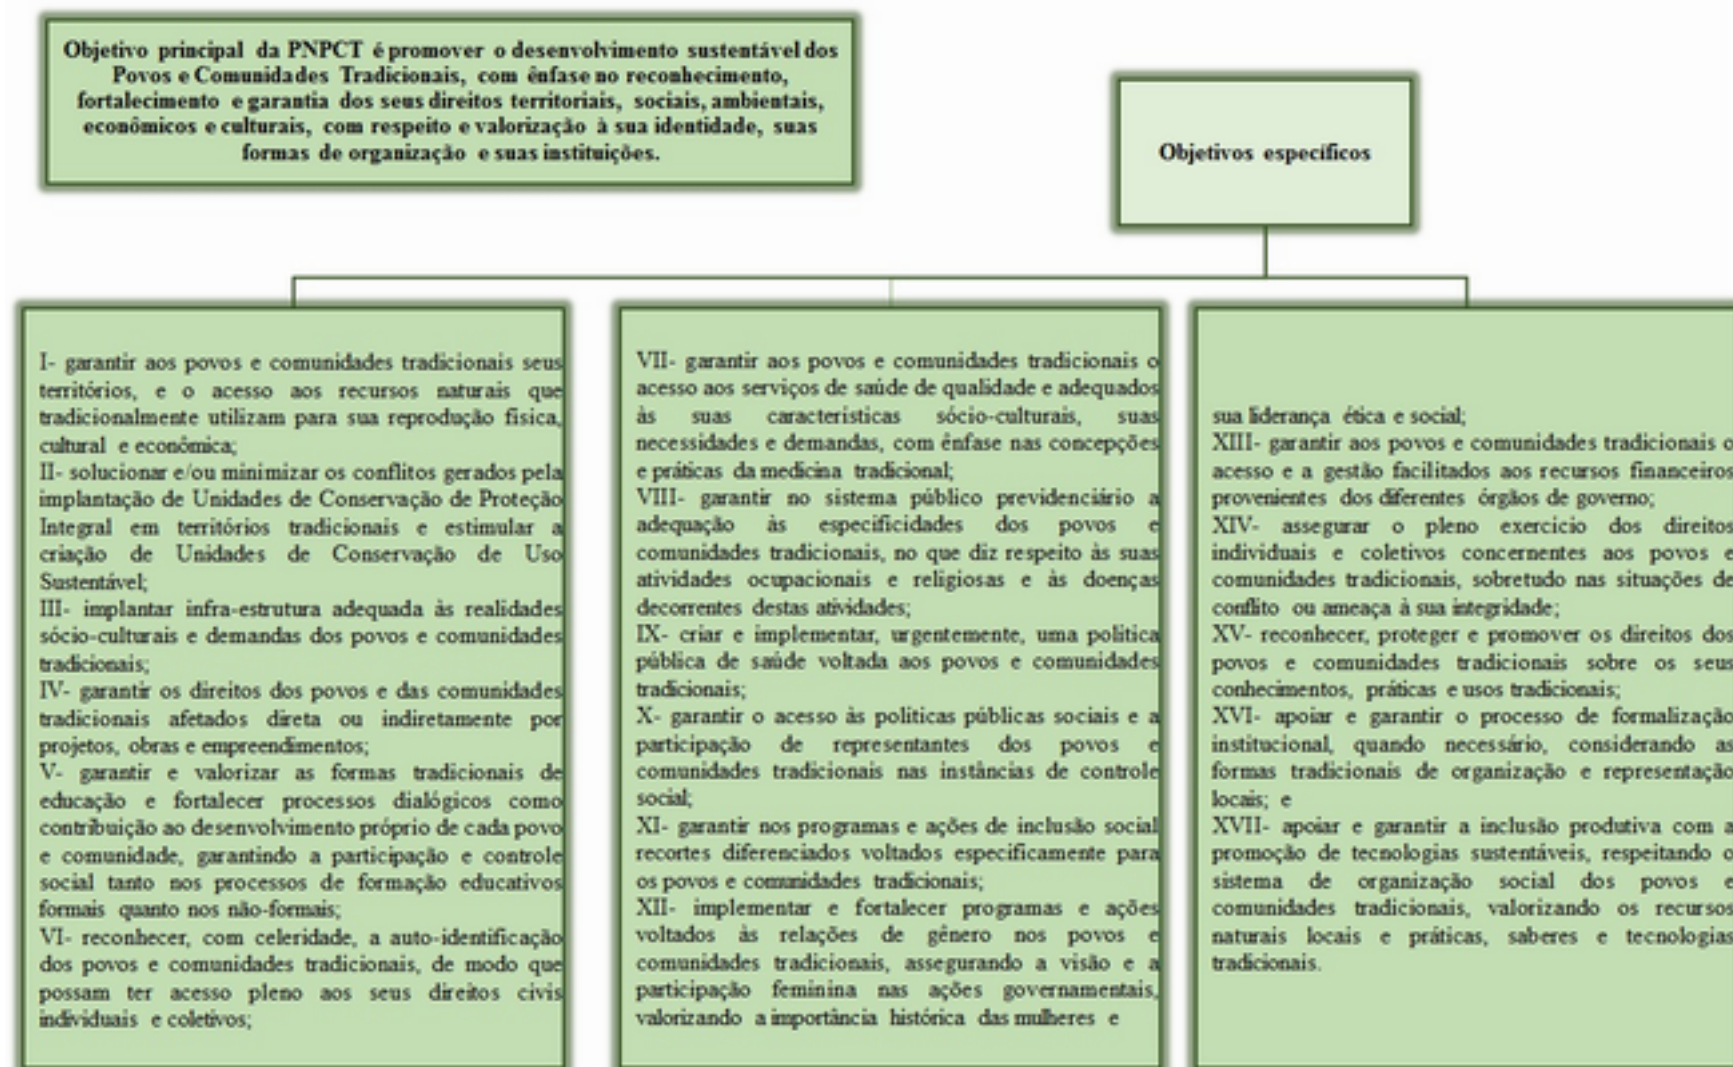 Objetivo principal da PNPCT é promover o desenvolvimento sustentável dos
Povos e Comunidades Tradicionais, com ênfase no reconhecimento,
fortalecimento e garantia dos seus direitos territoriais, sociais, ambientais,
econômicos e culturais, com respeito e valorização à sua identidade, suas
formas de organização e suas instituições.
Objetivos específicos
I- garantir aos povos e comunidades tradicionais seus
territórios, e o acesso aos recursos naturais que
tradicionalmente utilizam para sua reprodução física,
cultural e econômica;
II- solucionar e/ou minimizar os conflitos gerados pela
implantação de Unidades de Conservação de Proteção
Integral em territórios tradicionais e estimular a
criação de Unidades de Conservação de Uso
Sustentável;
III- implantar infra-estrutura adequada às realidades
sócio-culturais e demandas dos povos e comunidades
tradicionais;
IV- garantir os direitos dos povos e das comunidades
tradicionais afetados direta ou indiretamente por
projetos, obras e empreendimentos;
V- garantir e valorizar as formas tradicionais de
educação e fortalecer processos dialógicos como
contribuição ao desenvolvimento próprio de cada povo
e comunidade, garantindo a participação e controle
social tanto nos processos de formação educativos
formais quanto nos não-formais;
VI- reconhecer, com celeridade, a auto-identificação
dos povos e comunidades tradicionais, de modo que
possam ter acesso pleno aos seus direitos civis
individuais e coletivos;
VII- garantir aos povos e comunidades tradicionais o
acesso aos serviços de saúde de qualidade e adequados
às suas características sócio-culturais, suas
necessidades e demandas, com ênfase nas concepções
e práticas da medicina tradicional;
VIII- garantir no sistema público previdenciário a
adequação às especificidades dos povos e
comunidades tradicionais, no que diz respeito às suas
atividades ocupacionais e religiosas e às doenças
decorrentes destas atividades;
IX- criar e implementar, urgentemente, uma política
pública de saúde voltada aos povos e comunidades
tradicionais;
X- garantir o acesso às políticas públicas sociais e a
participação de representantes dos povos e
comunidades tradicionais nas instâncias de controle
social;
XI- garantir nos programas e ações de inclusão social
recortes diferenciados voltados especificamente para
os povos e comunidades tradicionais;
XII- implementar e fortalecer programas e ações
voltados às relações de gênero nos povos e
comunidades tradicionais, assegurando a visão e a
participação feminina nas ações governamentais,
valorizando a importância histórica das mulheres e
sua liderança ética e social;
XIII- garantir aos povos e comunidades tradicionais o
acesso e a gestão facilitados aos recursos financeiros
provenientes dos diferentes órgãos de governo;
XIV- assegurar o pleno exercício dos direitos
individuais e coletivos concernentes aos povos e
comunidades tradicionais, sobretudo nas situações de
conflito ou ameaça à sua integridade;
XV- reconhecer, proteger e promover os direitos dos
povos e comunidades tradicionais sobre os seus
conhecimentos, práticas e usos tradicionais;
XVI- apoiar e garantir o processo de formalização
institucional, quando necessário, considerando as
formas tradicionais de organização e representação
locais; e
XVII- apoiar e garantir a inclusão produtiva com a
promoção de tecnologias sustentáveis, respeitando o
sistema de organização social dos povos e
comunidades tradicionais, valorizando os recursos
naturais locais e práticas, saberes e tecnologias
tradicionais.